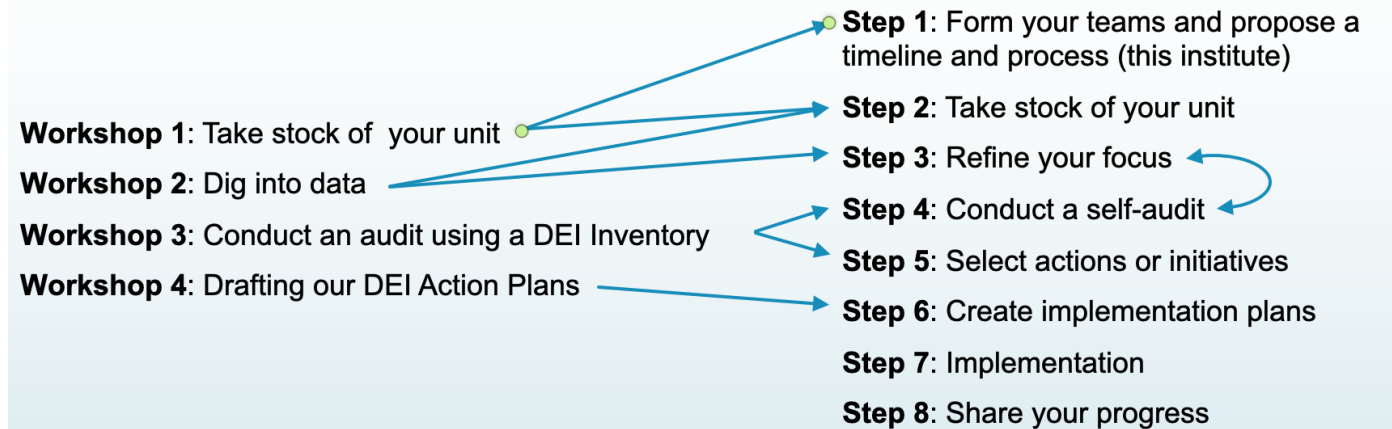 Workshop 1: Take stock of  your unit
Workshop 2: Dig into data
Workshop 3: Conduct an audit using a DEI Inventory
Workshop 4: Drafting our DEI Action Plans
Step 1: Form your teams and propose a
timeline and process (this institute)
Step 2: Take stock of your unit
Step 3: Refine your focus
Step 4: Conduct a self-audit
Step 5: Select actions or initiatives
Step 6: Create implementation plans
Step 7: Implementation
Step 8: Share your progress